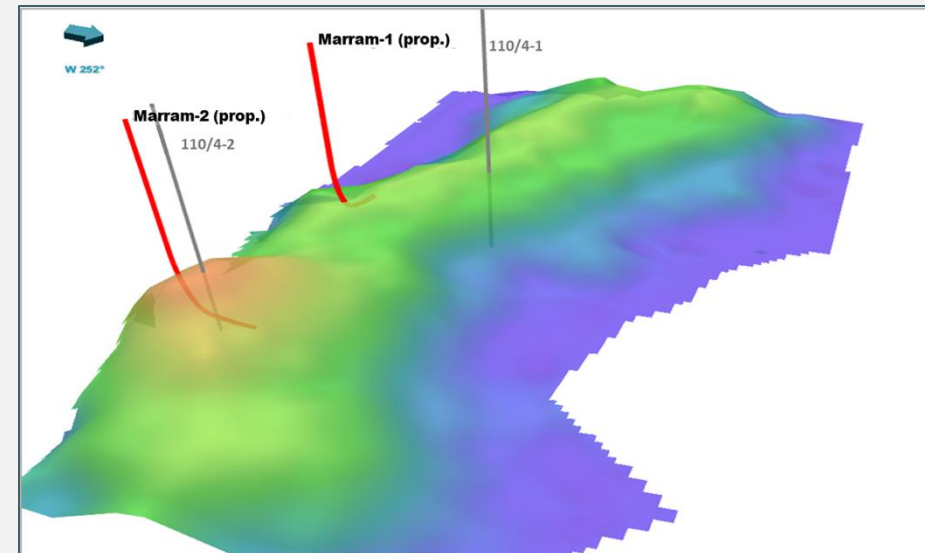 Marram-1 (prop.)
110/4-1
W 252°
Marram-2 (prop.)
110/4-2